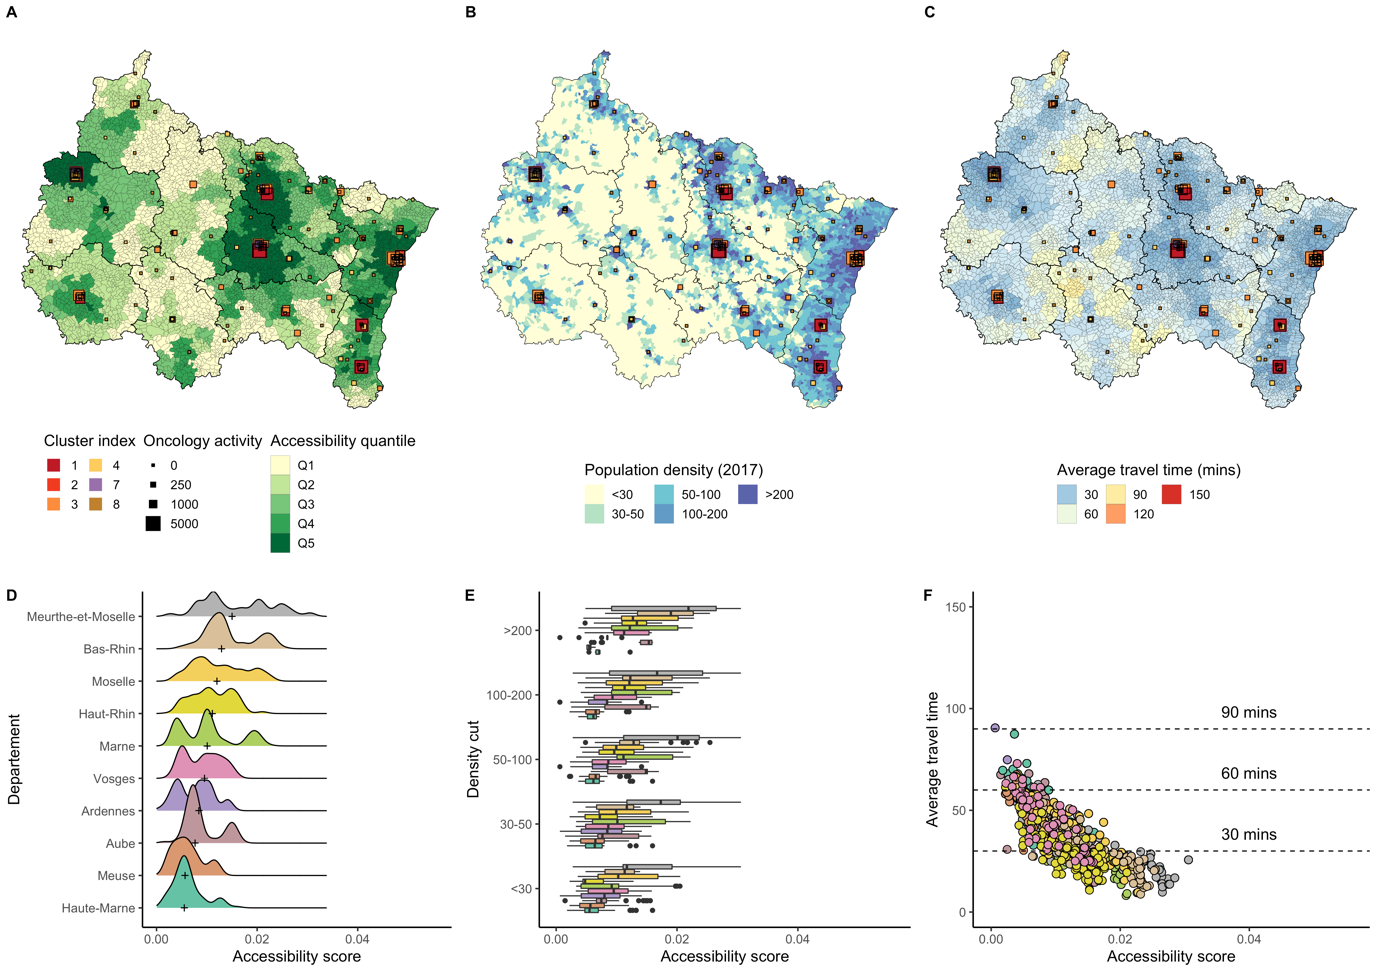 A
B
C
Cluster index
1
4
2
7
3
8
Oncology activity
0
250
1000
5000
Accessibility quantile
Q1
Q2
Q3
Q4
Q5
Population density (2017)
<30
50-100
>200
30-50
100-200
Average travel time (mins)
30
90
150
60
120
D
Departement
Meurthe-et-Moselle
Bas-Rhin
Moselle
Haut-Rhin
Marne
Vosges
Ardennes
Aube
Meuse
Haute-Marne
0.00
0.02
0.04
Accessibility score
E
Density cut
>200
100-200
50-100
30-50
<30
0.00
0.02
0.04
Accessibility score
F
Average travel time
150
100
50
0
90 mins
60 mins
30 mins
0.00
0.02
0.04
Accessibility score